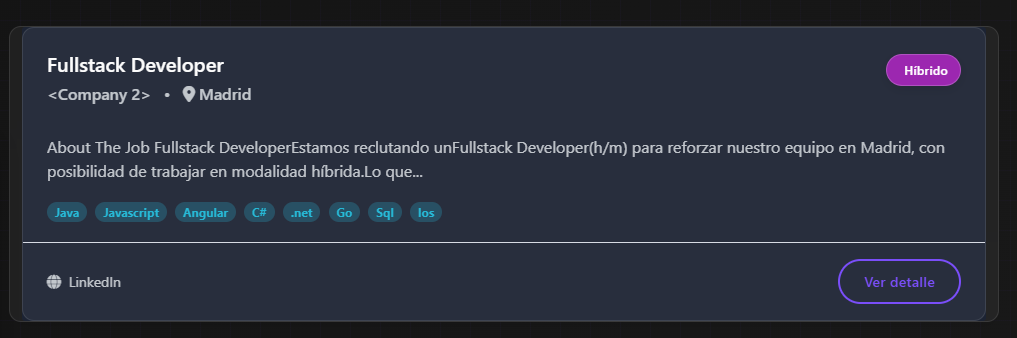 Fullstack Developer
Híbrido
<Company 2> • Madrid
About The Job Fullstack DeveloperEstamos reclutando unFullstack Developer(h/m) para reforzar nuestro equipo en Madrid, con
posibilidad de trabajar en modalidad híbrida.Lo que...
Java Javascript Angular C# .net Go Sql Ios
LinkedIn
Ver detalle